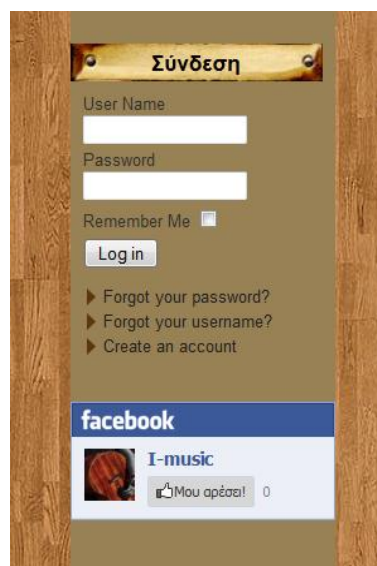 Σύνδεση
User Name
Password
Remember Me
Log in
Forgot your password?
Forgot your username?
Create an account
facebook
I-music
Μου αρέσει! 0